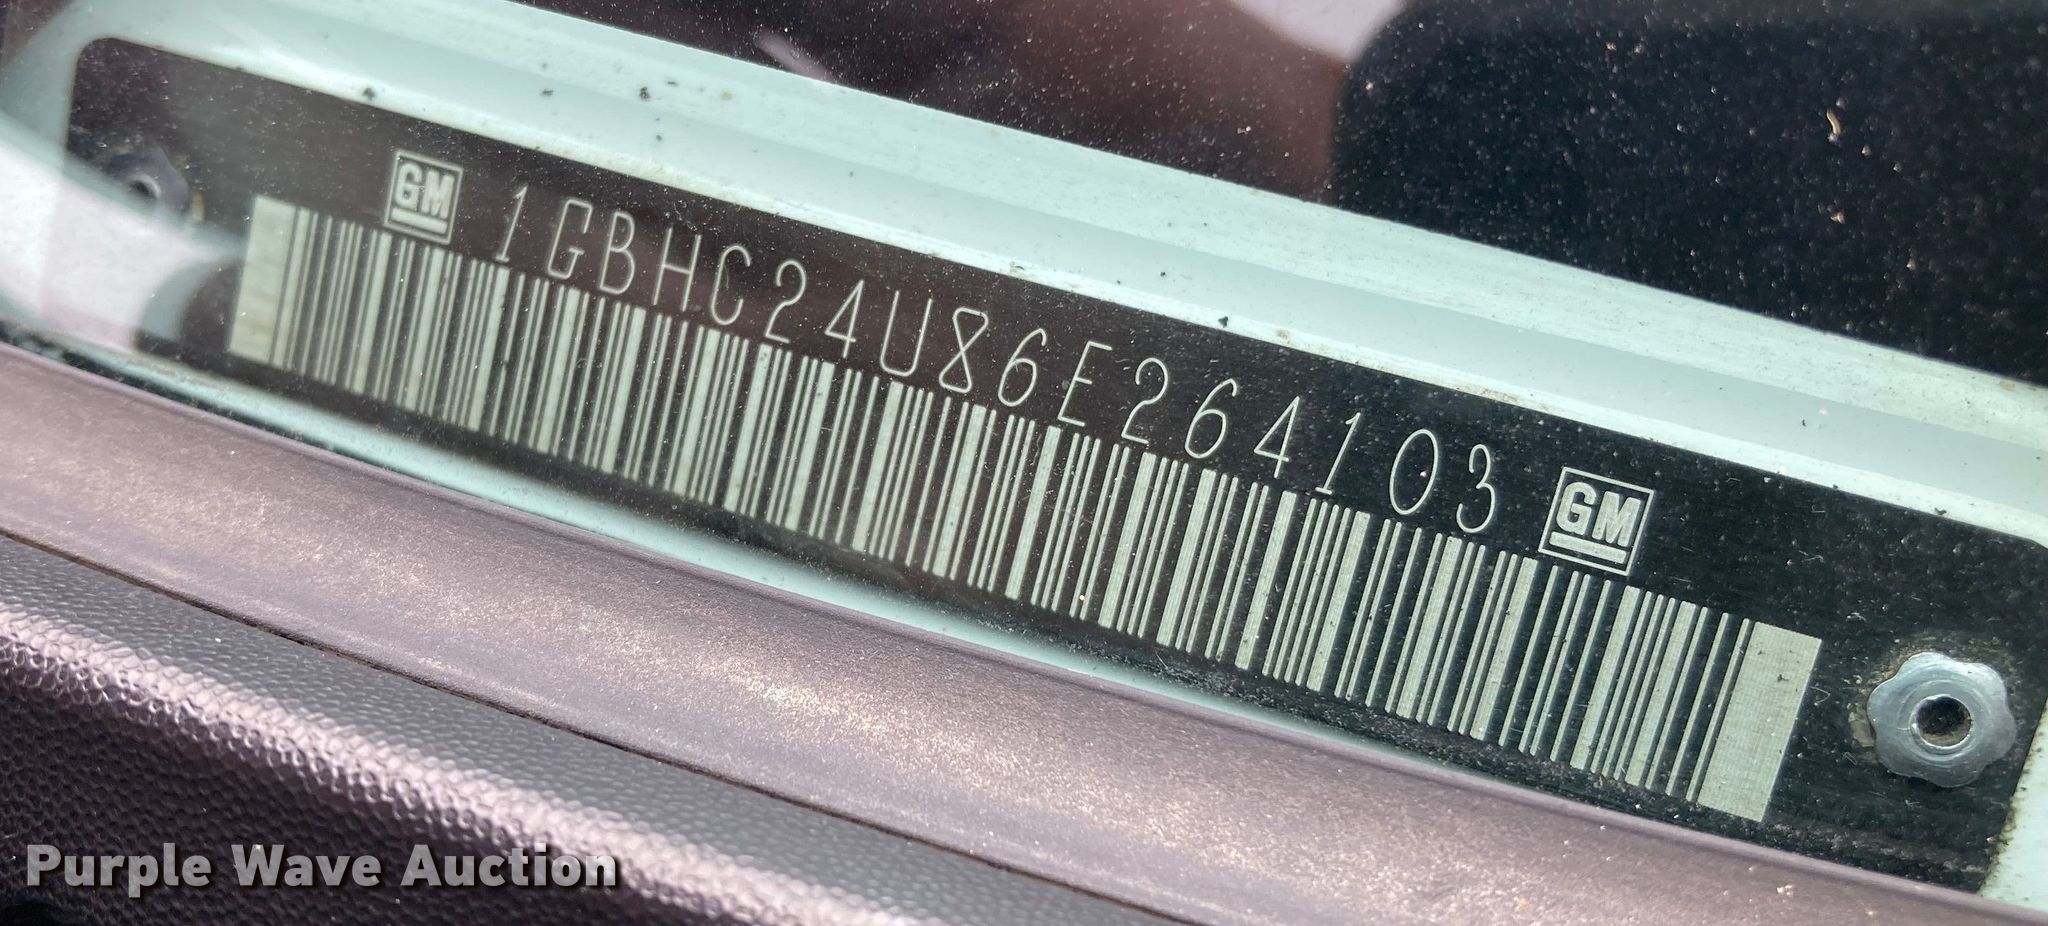 GM 1GBHC24U86E264103 GM
Purple Wave Auction